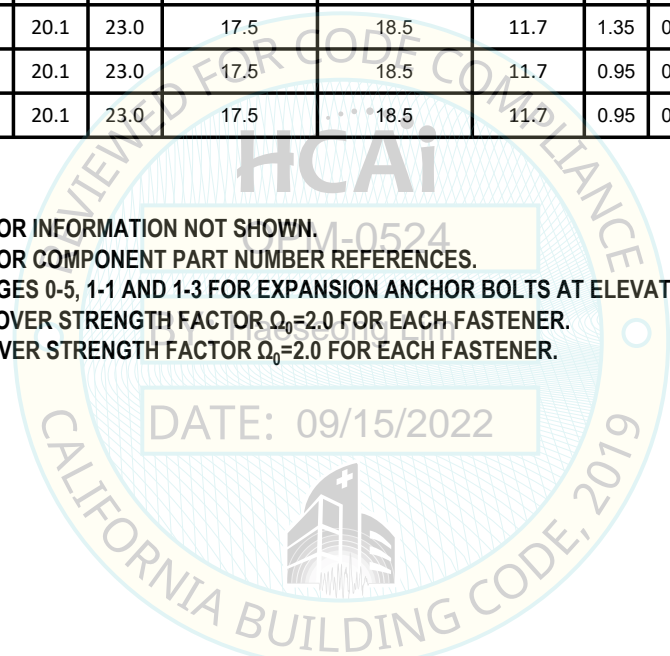 20.1 23.0 17.5 18.5 11.7 1.35 0
20.1 23.0 17.5 18.5 11.7 0.95 0
20.1 23.0 17.5 18.5 11.7 0.95 0
REVIEWED FOR CODE COMPLIANCE
HCAi
OR INFORMATION NOT SHOWN.
OPM-0524
OR COMPONENT PART NUMBER REFERENCES.
GES 0-5, 1-1 AND 1-3 FOR EXPANSION ANCHOR BOLTS AT ELEVAT
OVER STRENGTH FACTOR Ω₀=2.0 FOR EACH FASTENER.
BY: Haeseong Lim
VER STRENGTH FACTOR Ω₀=2.0 FOR EACH FASTENER.
DATE: 09/15/2022
CALIFORNIA BUILDING CODE, 2019